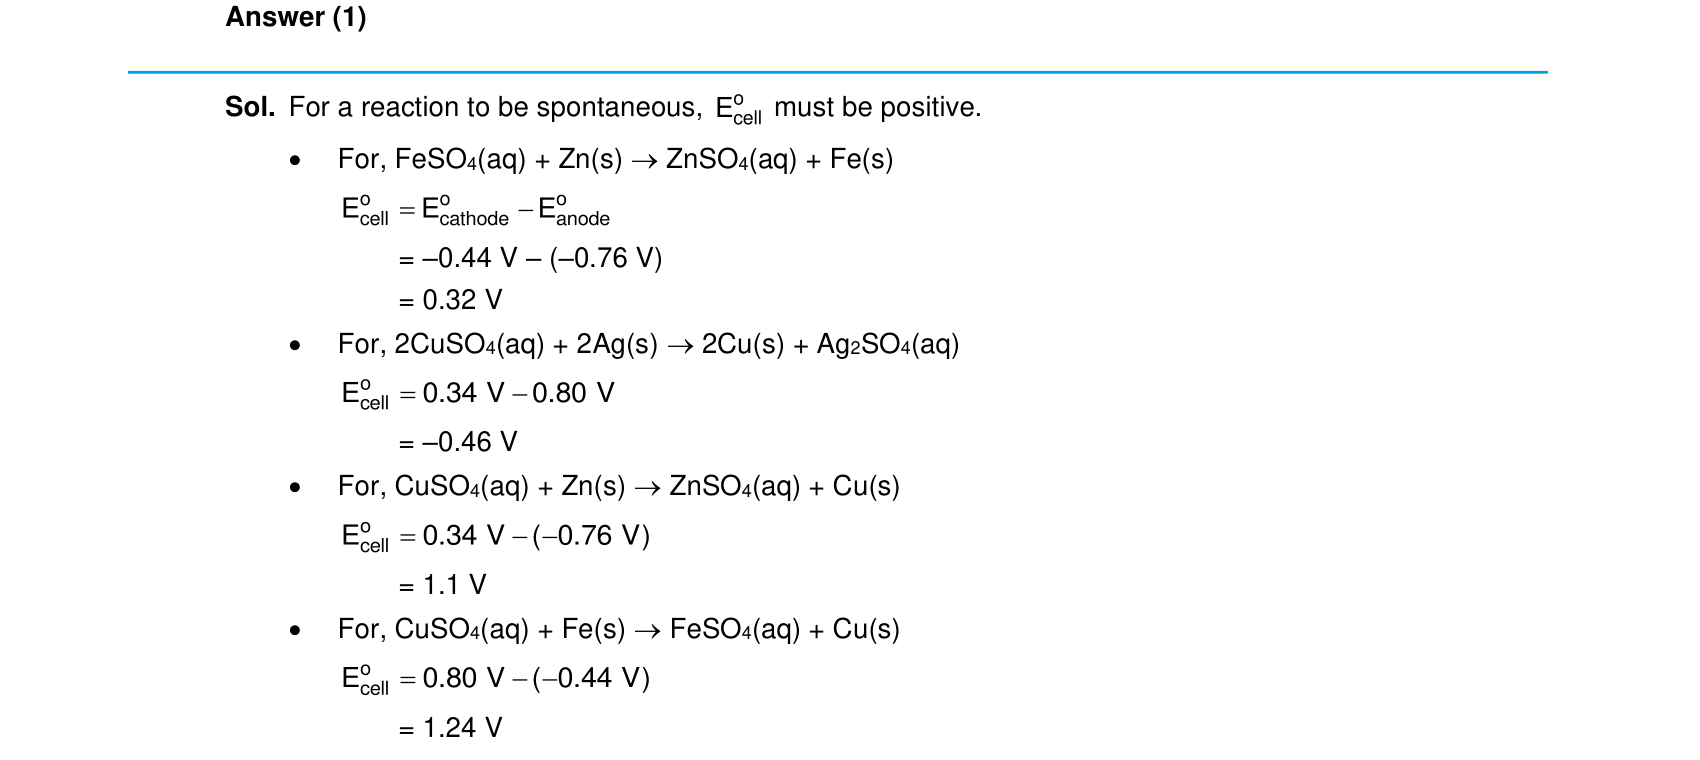 Answer (1)
Sol. For a reaction to be spontaneous, E°cell must be positive.
• For, FeSO₄(aq) + Zn(s) → ZnSO₄(aq) + Fe(s)
E°cell = E°cathode – E°anode
= –0.44 V – (–0.76 V)
= 0.32 V
• For, 2CuSO₄(aq) + 2Ag(s) → 2Cu(s) + Ag₂SO₄(aq)
E°cell = 0.34 V – 0.80 V
= –0.46 V
• For, CuSO₄(aq) + Zn(s) → ZnSO₄(aq) + Cu(s)
E°cell = 0.34 V – (–0.76 V)
= 1.1 V
• For, CuSO₄(aq) + Fe(s) → FeSO₄(aq) + Cu(s)
E°cell = 0.80 V – (–0.44 V)
= 1.24 V